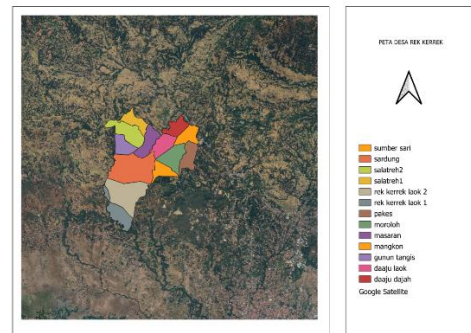 PETA DESA REK KERREK
sumber sari
sardung
salatreh2
salatreh1
rek kerrek laok 2
rek kerrek laok 1
pakes
moroloh
masaran
mangkon
gunun tangis
daaju laok
daaju dajah
Google Satellite